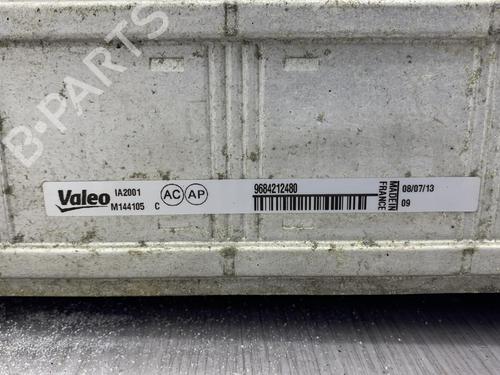 B-PARTS
Valeo
IA2001
M144105 C
AC AP
9684212480
MADE IN
FRANCE
08/07/13
09